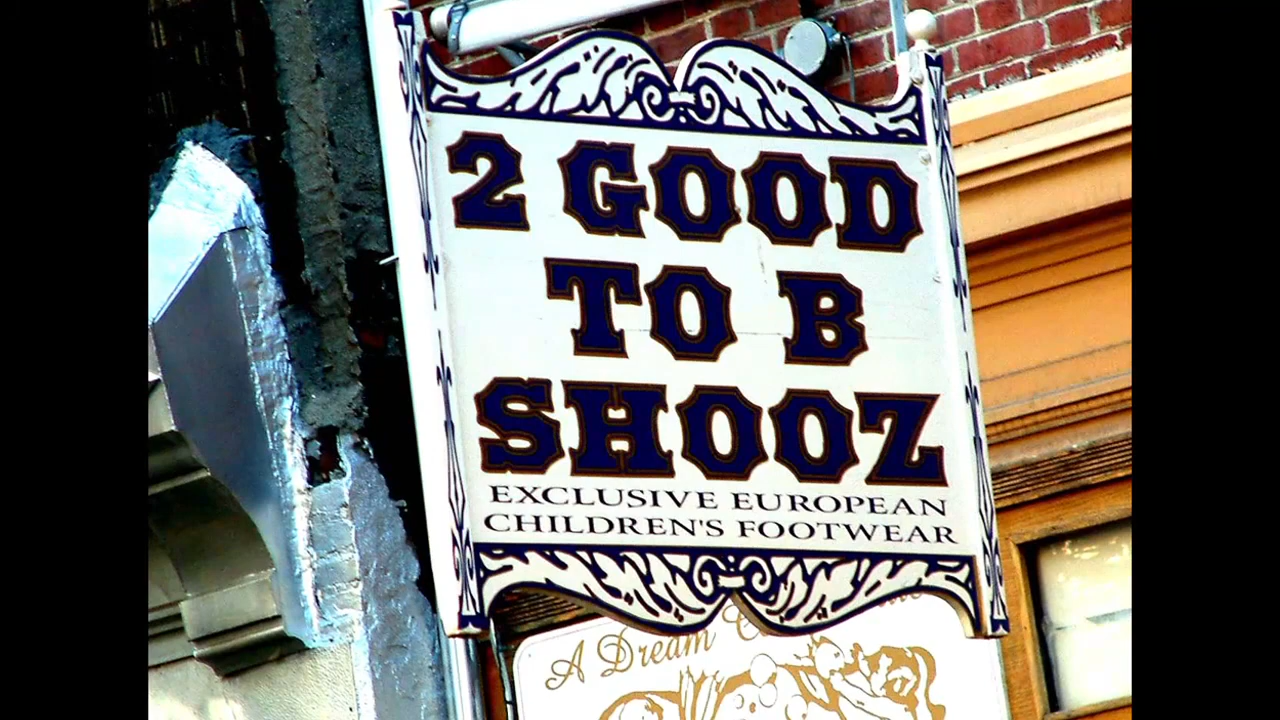 2 GOOD
TO B
SHOOZ
EXCLUSIVE EUROPEAN
CHILDREN'S FOOTWEAR
A Dream